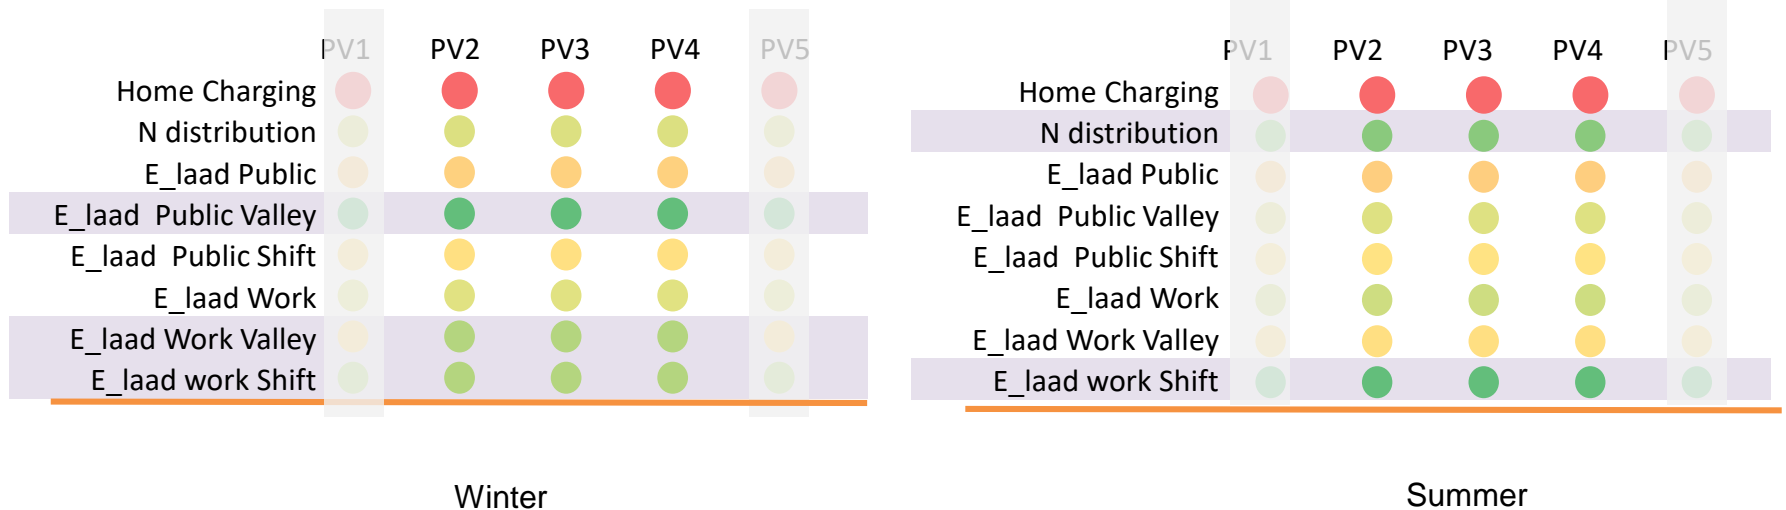 PV1 PV2 PV3 PV4 PV5
Home Charging
N distribution
E_laad Public
E_laad  Public Valley
E_laad  Public Shift
E_laad Work
E_laad Work Valley
E_laad work Shift
Winter
PV1 PV2 PV3 PV4 PV5
Home Charging
N distribution
E_laad Public
E_laad  Public Valley
E_laad  Public Shift
E_laad Work
E_laad Work Valley
E_laad work Shift
Summer